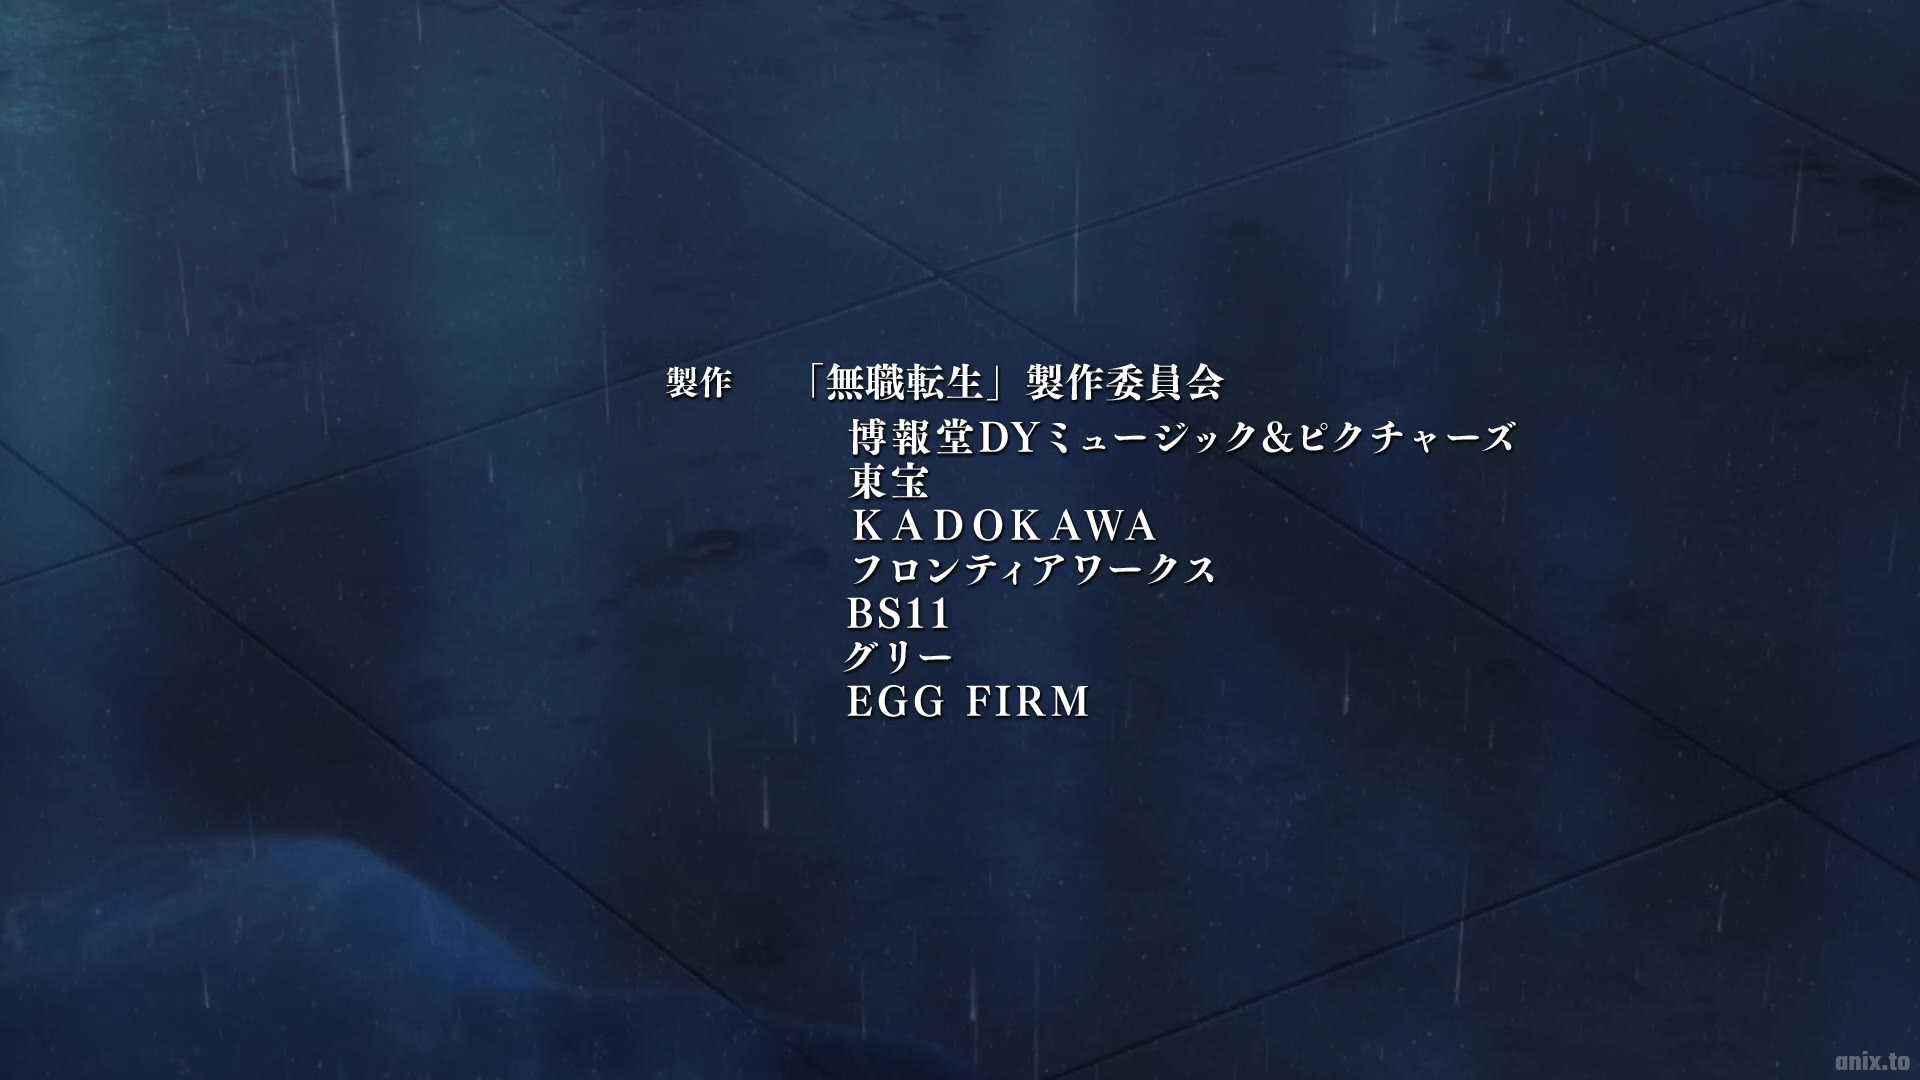 製作 「無職転生」製作委員会
博報堂DYミュージック&ピクチャーズ
東宝
KADOKAWA
フロンティアワークス
BS11
グリー
EGG FIRM
anix.to